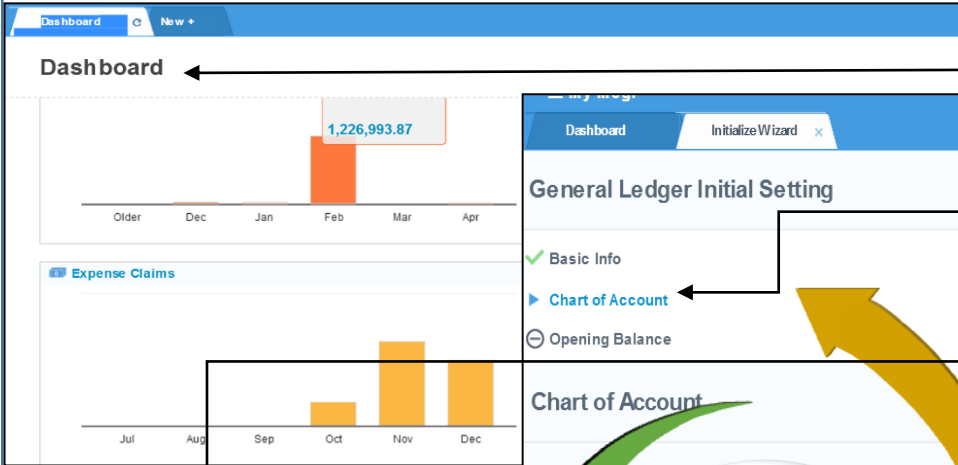 Dashboard
New +
Dashboard
1,226,993.87
Older Dec Jan Feb Mar Apr
Expense Claims
Jul Aug Sep Oct Nov Dec
Dashboard
Initialize Wizard ×
General Ledger Initial Setting
Basic Info
Chart of Account
Opening Balance
Chart of Account